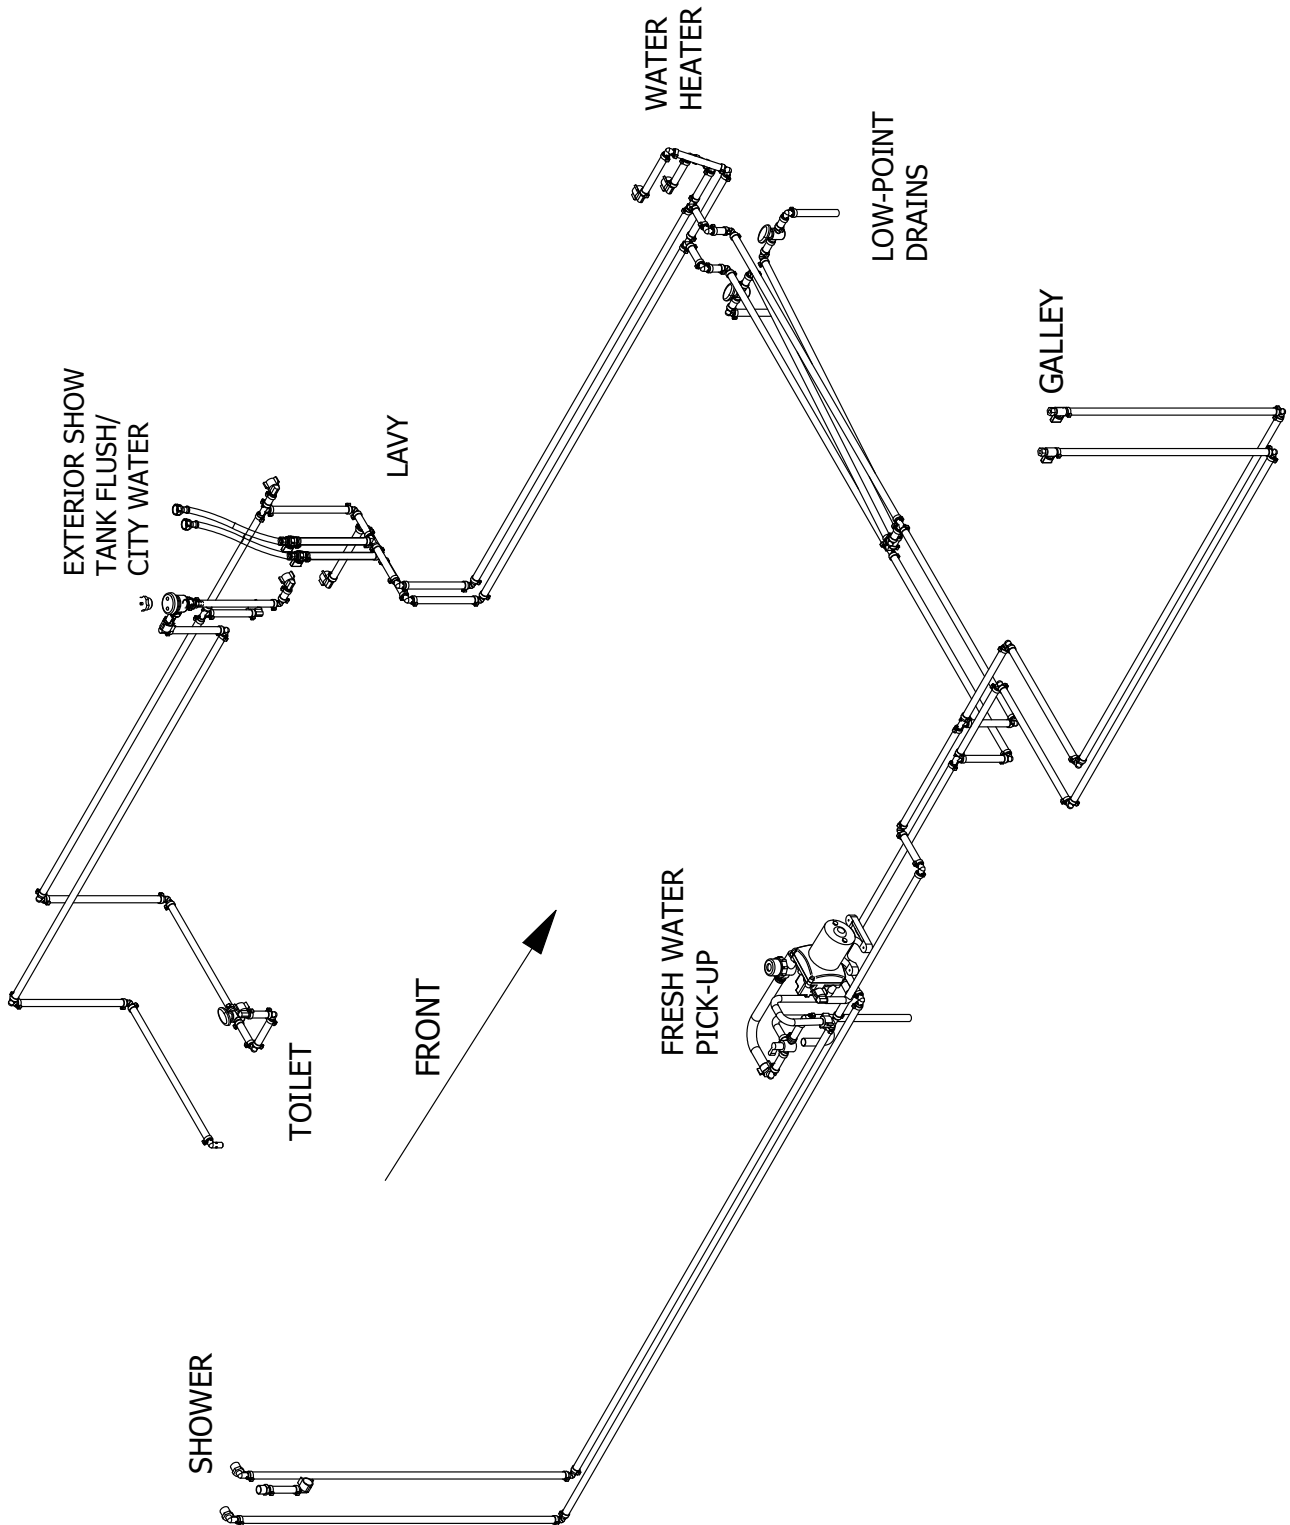 EXTERIOR SHOW
TANK FLUSH/
CITY WATER
LAVY
WATER
HEATER
LOW-POINT
DRAINS
GALLEY
TOILET
FRONT
FRESH WATER
PICK-UP
SHOWER